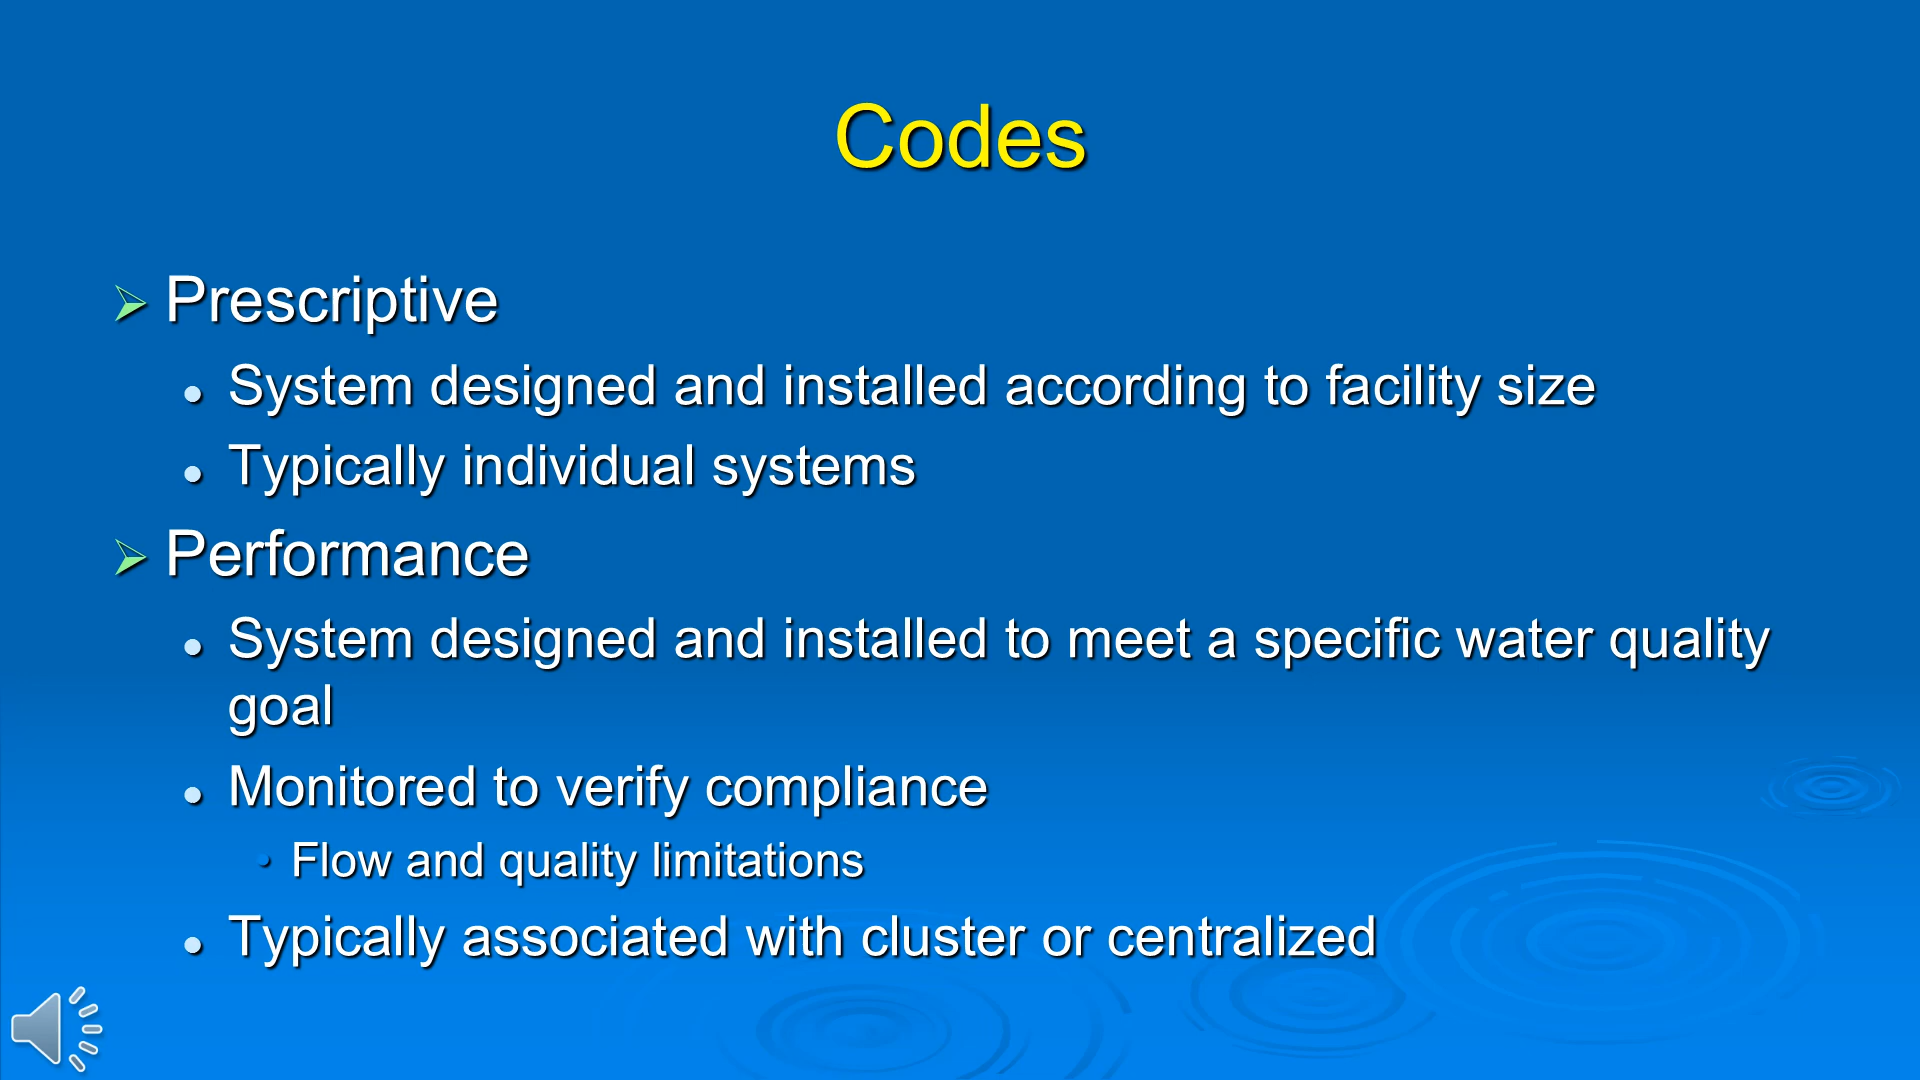 Codes
Prescriptive
System designed and installed according to facility size
Typically individual systems
Performance
System designed and installed to meet a specific water quality
goal
Monitored to verify compliance
Flow and quality limitations
Typically associated with cluster or centralized